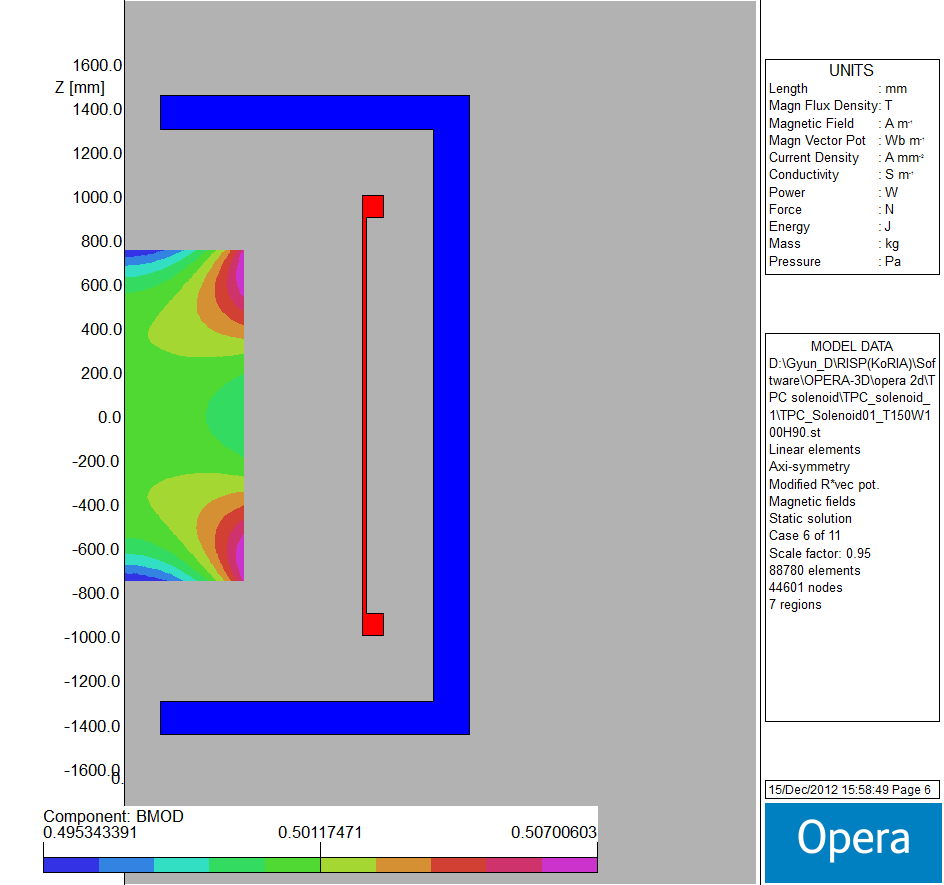 1600.0
Z [mm]
1400.0
1200.0
1000.0
800.0
600.0
400.0
200.0
0.0
-200.0
-400.0
-600.0
-800.0
-1000.0
-1200.0
-1400.0
-1600.0
0.
Component: BMOD
0.495343391 0.50117471 0.50700603
UNITS
Length : mm
Magn Flux Density: T
Magnetic Field : A m⁻¹
Magn Vector Pot : Wb m⁻¹
Current Density : A mm⁻²
Conductivity : S m⁻¹
Power : W
Force : N
Energy : J
Mass : kg
Pressure : Pa
MODEL DATA
D:\Gyun_D\RISP(KoRIA)\Sof
tware\OPERA-3D\opera 2d\T
PC solenoid\TPC_solenoid_
1\TPC_Solenoid01_T150W1
00H90.st
Linear elements
Axi-symmetry
Modified R*vec pot.
Magnetic fields
Static solution
Case 6 of 11
Scale factor: 0.95
88780 elements
44601 nodes
7 regions
15/Dec/2012 15:58:49 Page 6
Opera